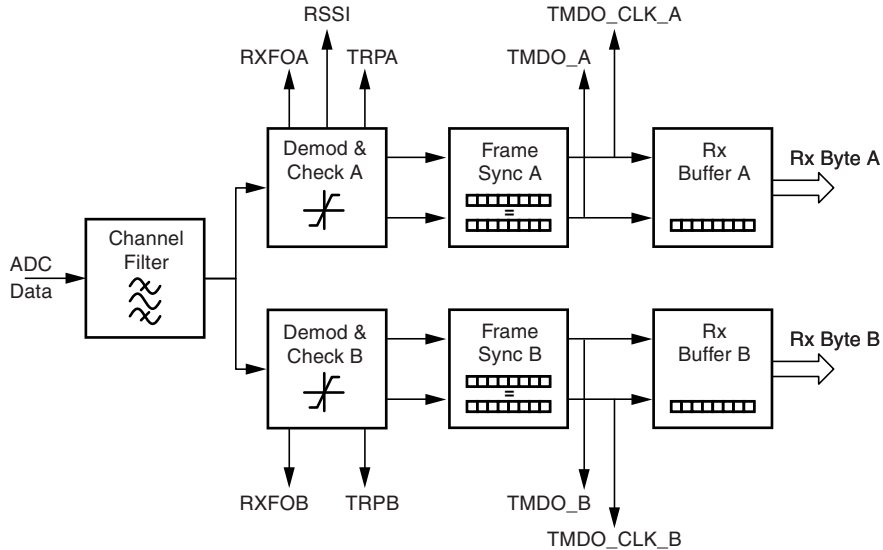 RSSI
TMDO_CLK_A
RXFOA
TRPA
TMDO_A
Demod &
Check A
Frame
Sync A
=
Rx
Buffer A
Rx Byte A
Channel
Filter
ADC
Data
Demod &
Check B
Frame
Sync B
=
Rx
Buffer B
Rx Byte B
RXFOB
TRPB
TMDO_B
TMDO_CLK_B